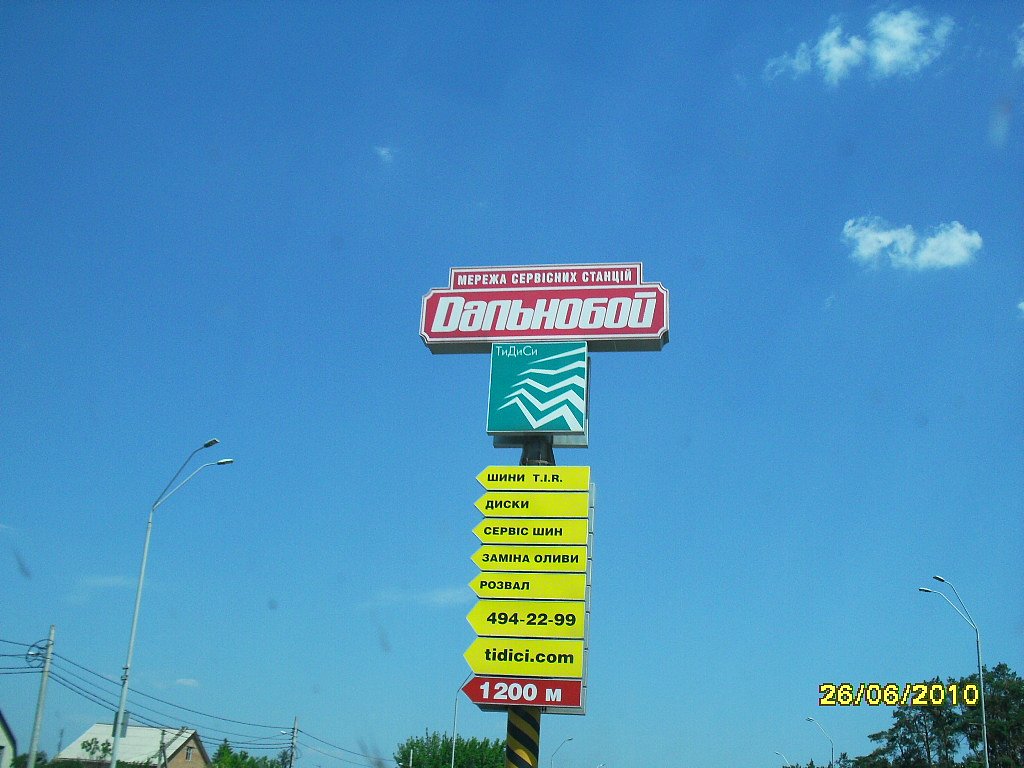 МЕРЕЖА СЕРВІСНИХ СТАНЦІЙ
Дальнобой
ТиДиСи
ШИНИ T.I.R.
ДИСКИ
СЕРВІС ШИН
ЗАМІНА ОЛИВИ
РОЗВАЛ
494-22-99
tidici.com
1200 м
26/06/2010